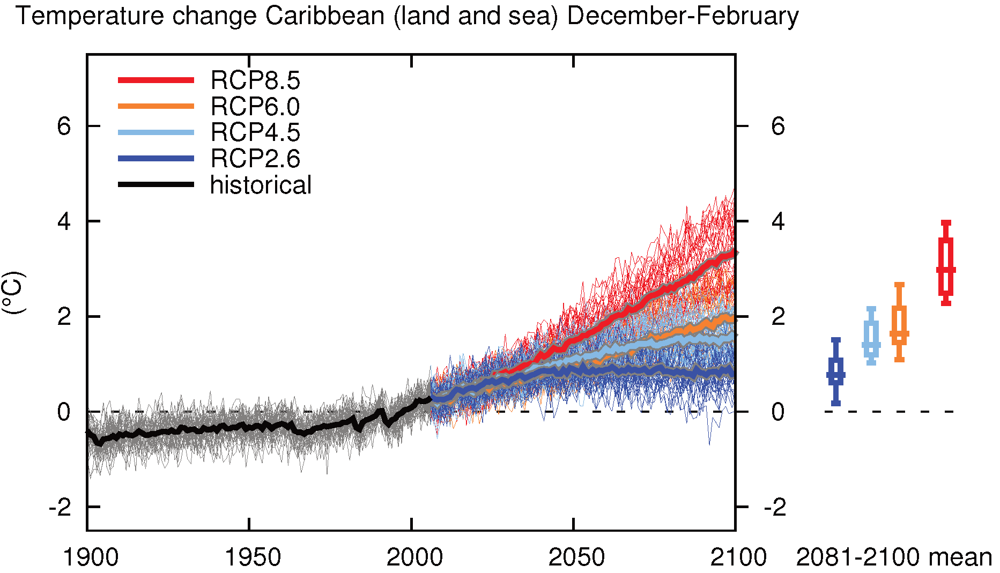 Temperature change Caribbean (land and sea) December-February
RCP8.5
RCP6.0
RCP4.5
RCP2.6
historical
(°C)
6
4
2
0
-2
6
4
2
0
-2
1900 1950 2000 2050 2100 2081-2100 mean